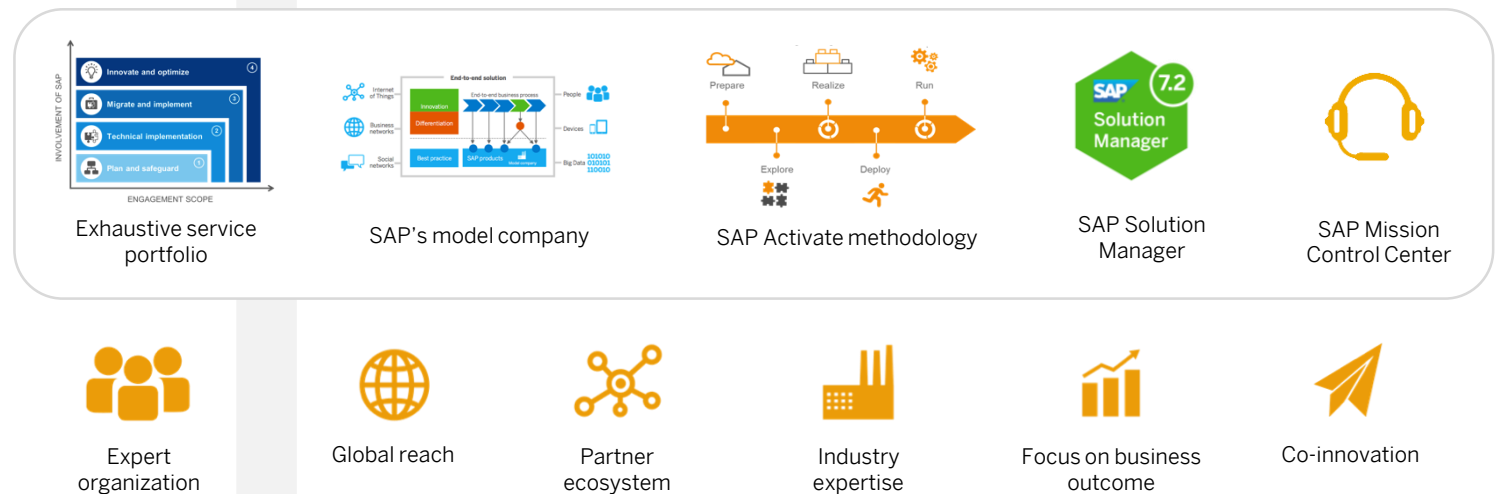 INVOLVEMENT OF SAP
Innovate and optimize
4
Migrate and implement
3
Technical implementation
2
Plan and safeguard
1
ENGAGEMENT SCOPE
Exhaustive service
portfolio
End-to-end solution
Internet
of Things
Business
networks
Social
networks
Innovation
Differentiation
Best practice
End-to-end business process
SAP products
Model company
People
Devices
Big Data
101010
010101
110010
SAP's model company
Prepare
Realize
Run
Explore
Deploy
SAP Activate methodology
SAP
7.2
Solution
Manager
SAP Solution
Manager
SAP Mission
Control Center
Expert
organization
Global reach
Partner
ecosystem
Industry
expertise
Focus on business
outcome
Co-innovation